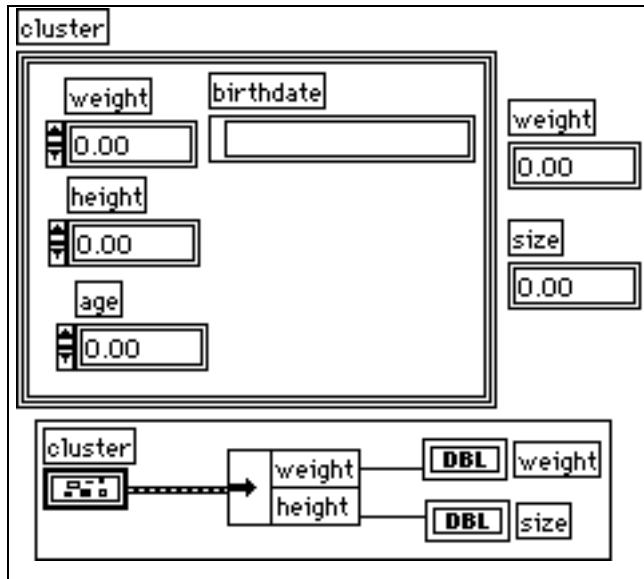 cluster
weight
birthdate
0.00
height
0.00
age
0.00
weight
0.00
size
0.00
cluster
weight
height
DBL weight
DBL size